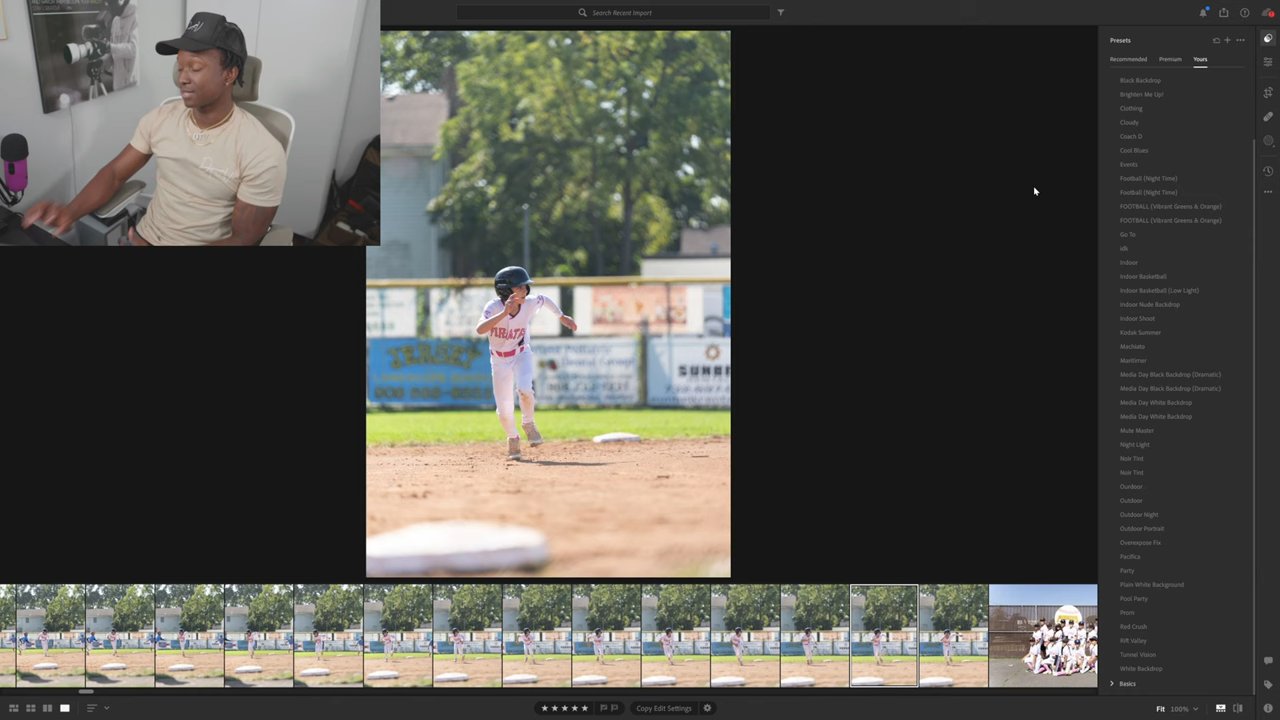 Search Recent Import
Presets
Recommended
Premium
Yours
Black Backdrop
Brighten Me Up!
Clothing
Cloudy
Coach D
Cool Blues
Events
Football (Night Time)
Football (Night Time)
FOOTBALL (Vibrant Greens & Orange)
FOOTBALL (Vibrant Greens & Orange)
Go To
idk
Indoor
Indoor Basketball
Indoor Basketball (Low Light)
Indoor Nude Backdrop
Indoor Shoot
Kodak Summer
Machiato
Maritimer
Media Day Black Backdrop (Dramatic)
Media Day Black Backdrop (Dramatic)
Media Day White Backdrop
Media Day White Backdrop
Mute Master
Night Light
Noir Tint
Noir Tint
Ourdoor
Outdoor
Outdoor Night
Outdoor Portrait
Overexpose Fix
Pacifica
Party
Plain White Background
Pool Party
Prom
Red Crush
Rift Valley
Tunnel Vision
White Backdrop
Basics
PIRATES
Copy Edit Settings
Fit 100%